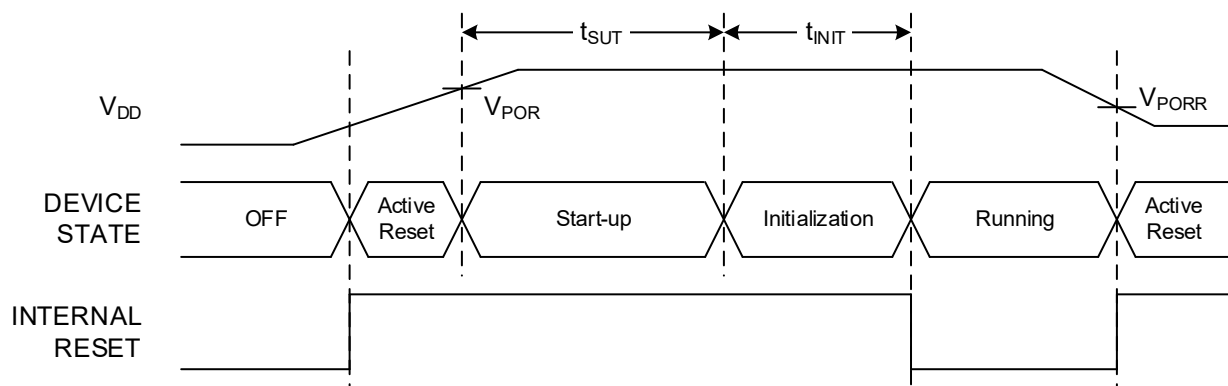 tSUT
tINIT
VDD
VPOR
VPORR
DEVICE
STATE
OFF
Active
Reset
Start-up
Initialization
Running
Active
Reset
INTERNAL
RESET